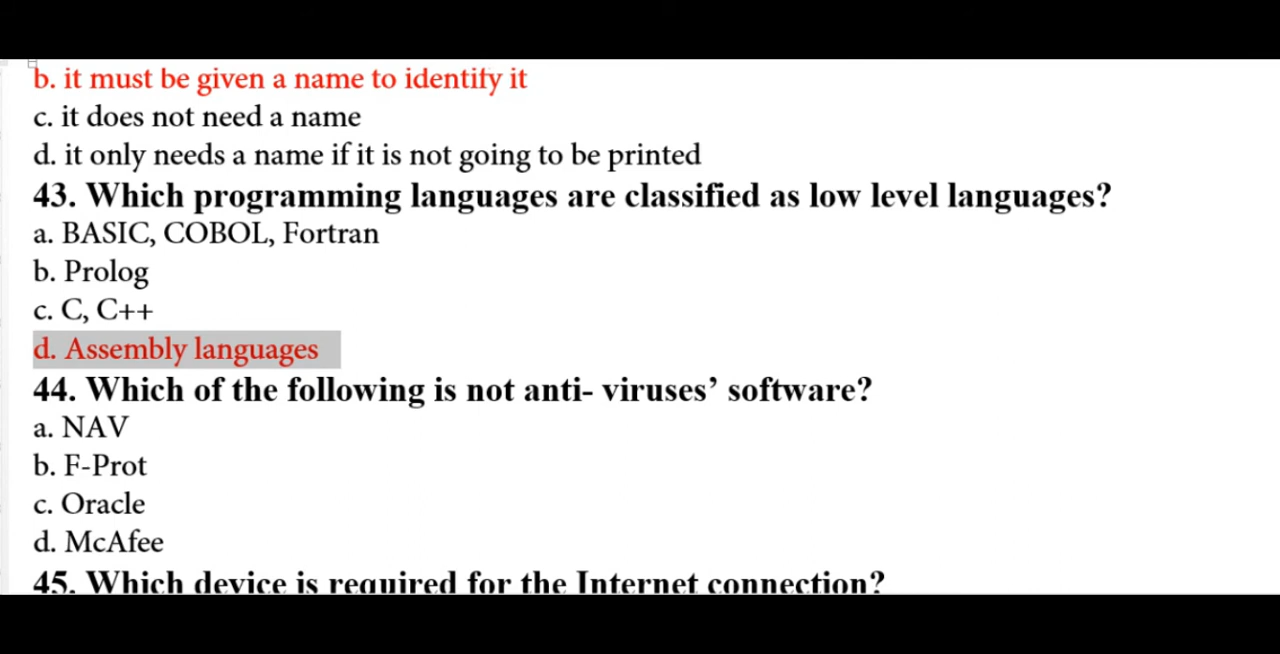 b. it must be given a name to identify it
c. it does not need a name
d. it only needs a name if it is not going to be printed
43. Which programming languages are classified as low level languages?
a. BASIC, COBOL, Fortran
b. Prolog
c. C, C++
d. Assembly languages
44. Which of the following is not anti- viruses’ software?
a. NAV
b. F-Prot
c. Oracle
d. McAfee
45. Which device is required for the Internet connection?